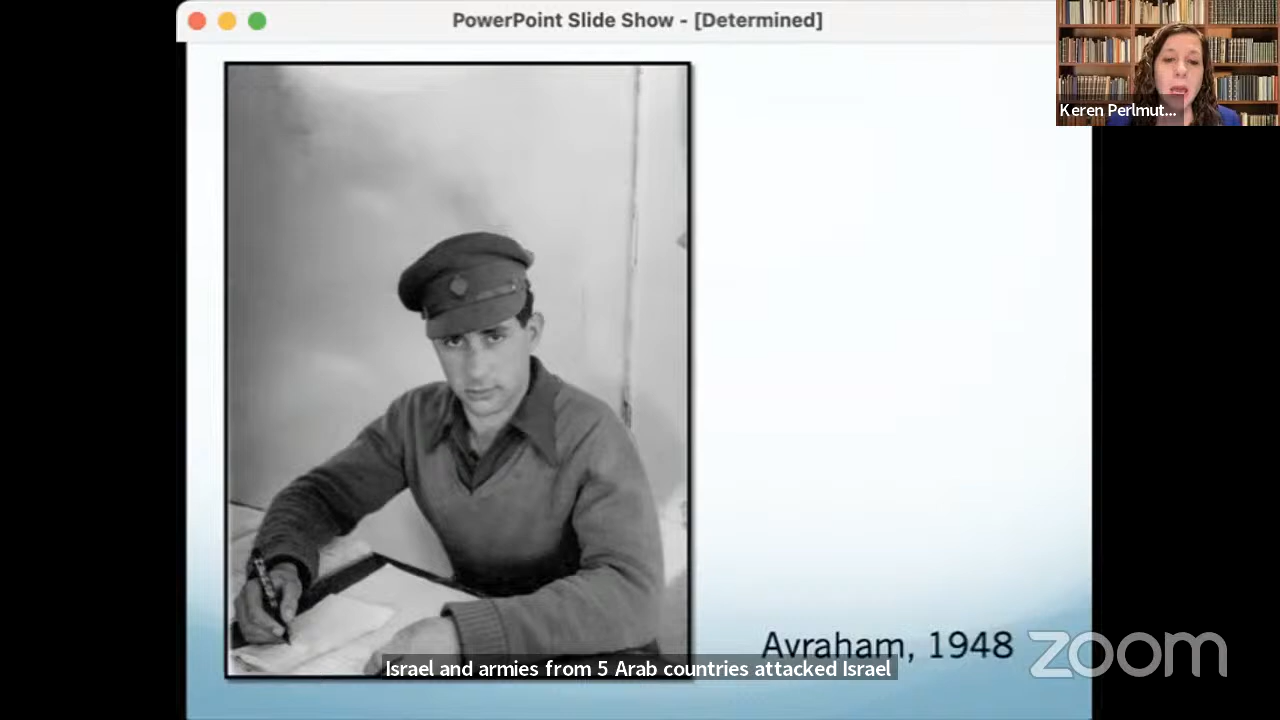 PowerPoint Slide Show - [Determined]
Keren Perlmut...
Avraham, 1948
zoom
Israel and armies from 5 Arab countries attacked Israel